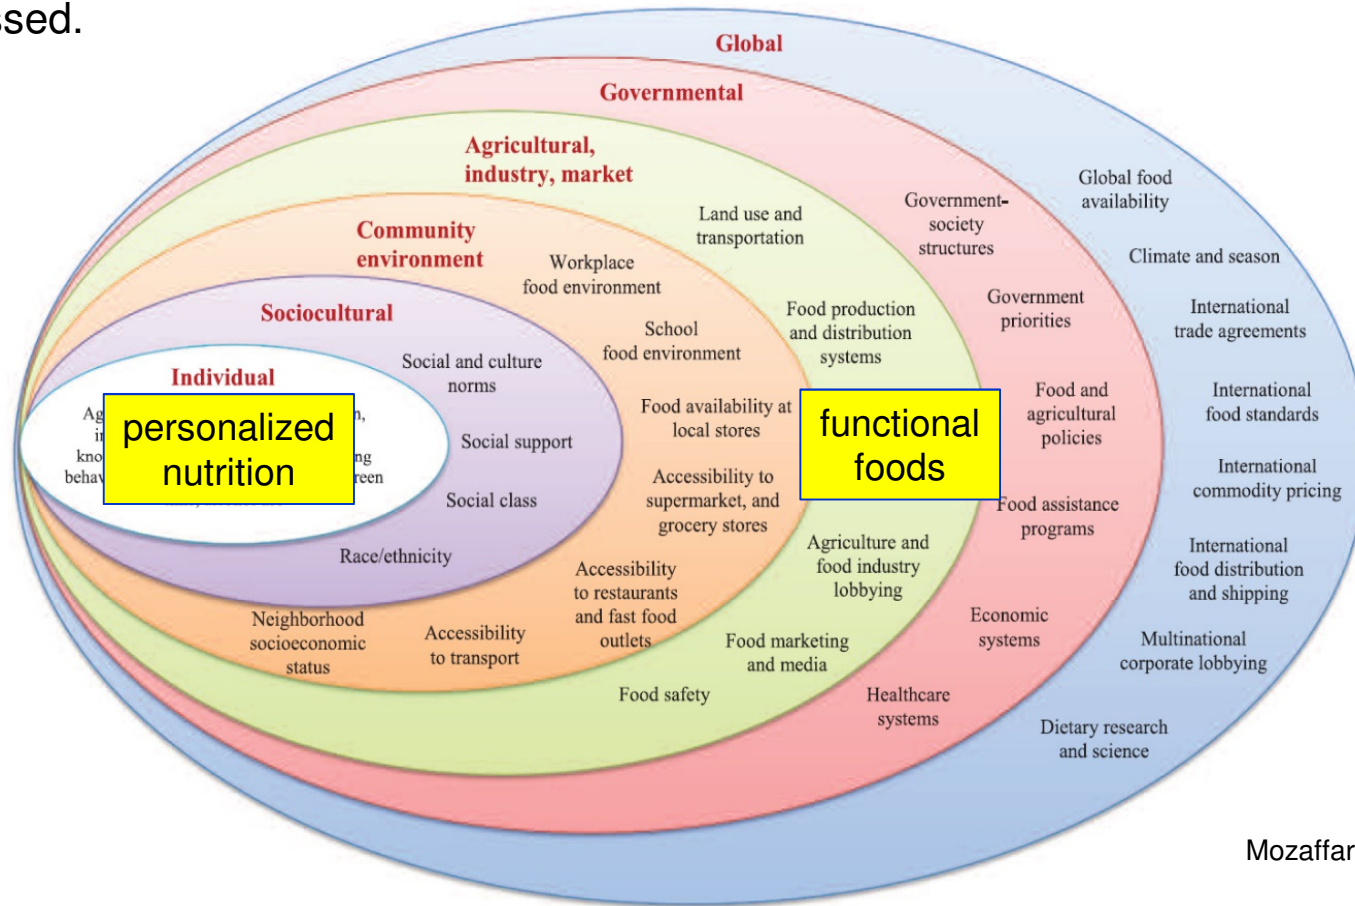 ssed.
Global
Governmental
Agricultural,
industry, market
Community
environment
Sociocultural
Individual
personalized
nutrition
behav
Social and culture
norms
Social support
Social class
Race/ethnicity
Workplace
food environment
School
food environment
Food availability at
local stores
Accessibility to
supermarket, and
grocery stores
Accessibility
to restaurants
and fast food
outlets
Accessibility
to transport
Neighborhood
socioeconomic
status
Land use and
transportation
Food production
and distribution
systems
functional
foods
Agriculture and
food industry
lobbying
Food marketing
and media
Food safety
Government-
society
structures
Government
priorities
Food and
agricultural
policies
Food assistance
programs
Economic
systems
Healthcare
systems
Global food
availability
Climate and season
International
trade agreements
International
food standards
International
commodity pricing
International
food distribution
and shipping
Multinational
corporate lobbying
Dietary research
and science
Mozaffar